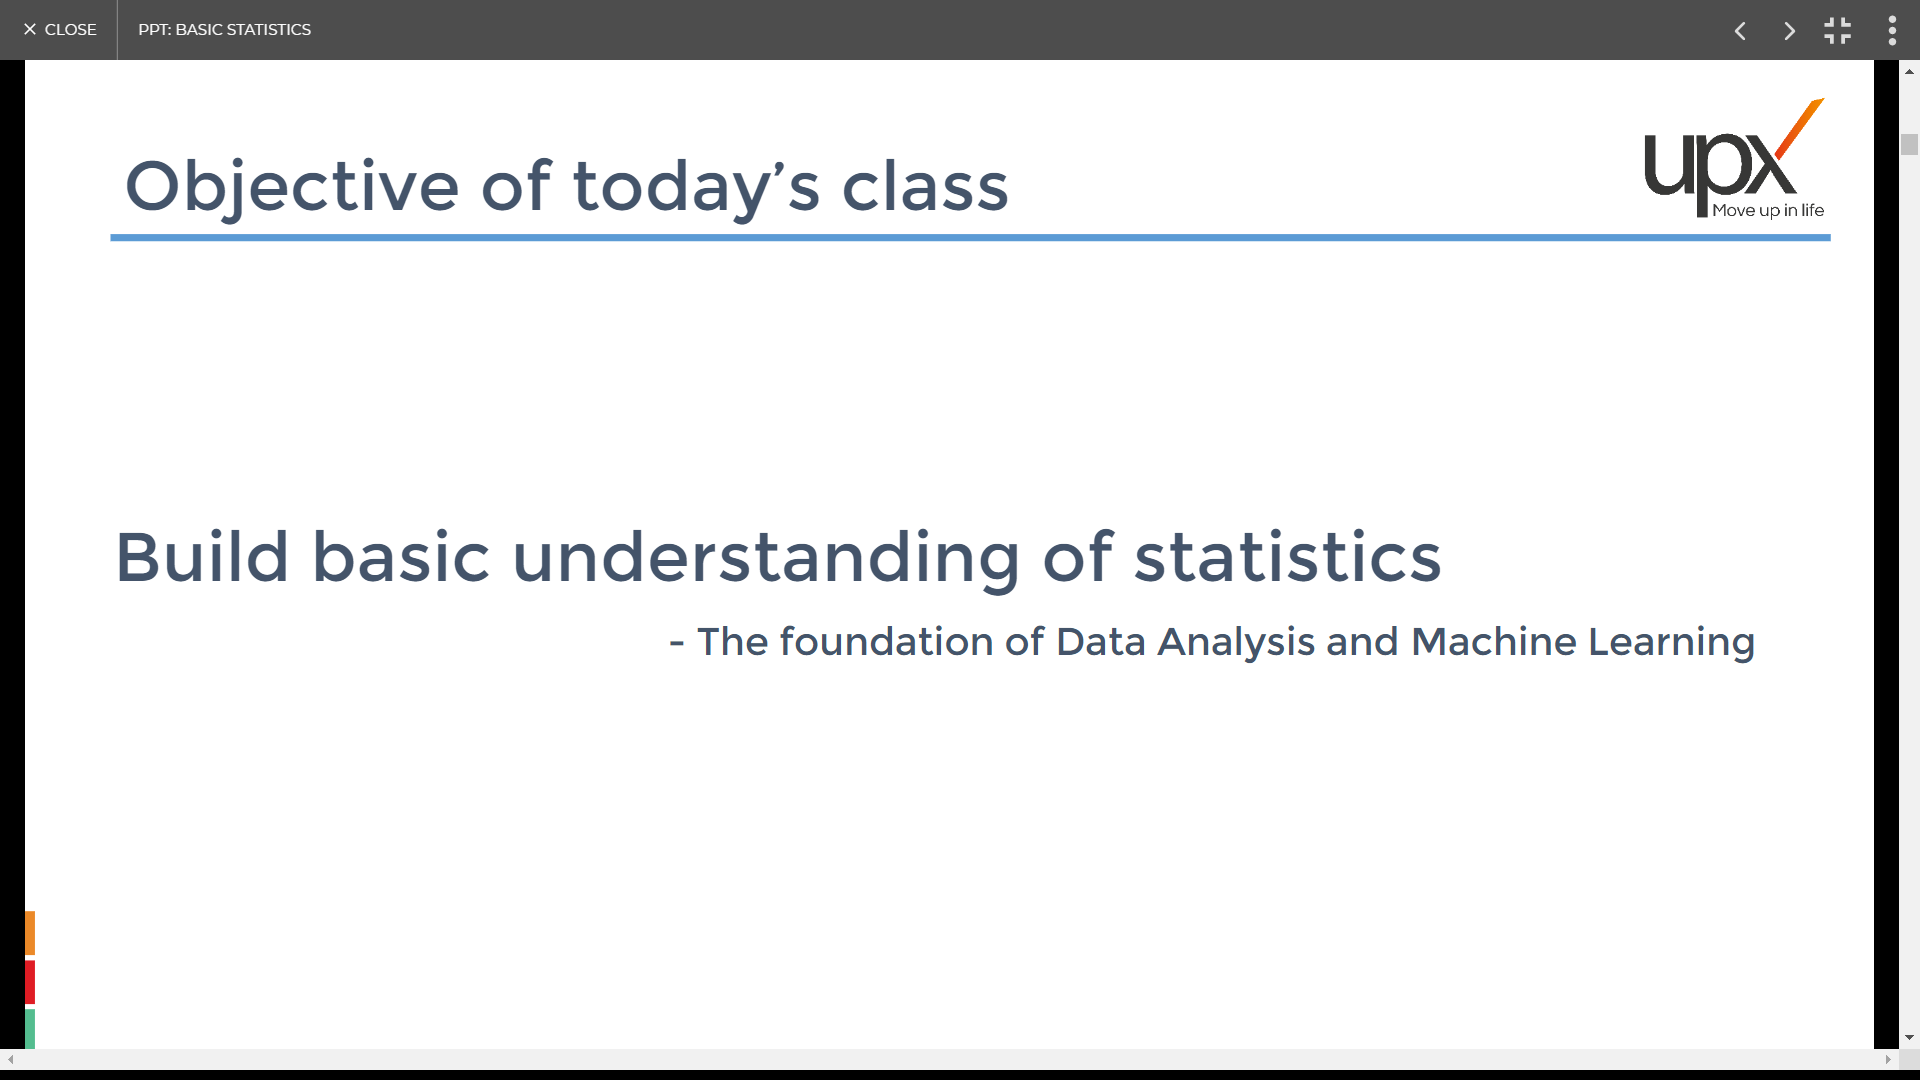 CLOSE
PPT: BASIC STATISTICS
upx
Move up in life
Objective of today’s class
Build basic understanding of statistics
- The foundation of Data Analysis and Machine Learning